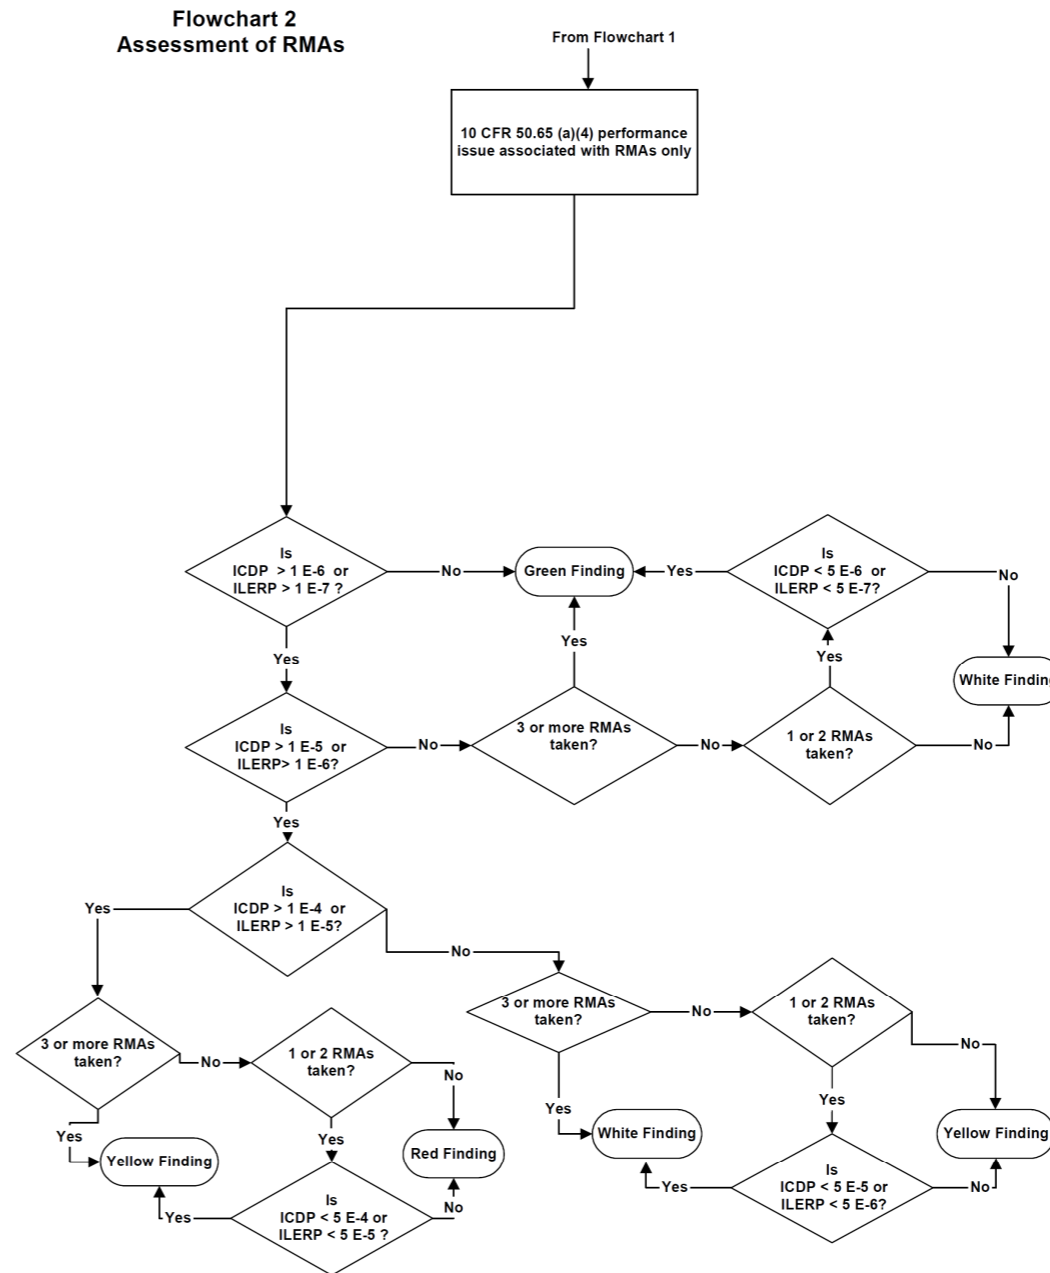 Flowchart 2
Assessment of RMAs
From Flowchart 1
10 CFR 50.65 (a)(4) performance
issue associated with RMAs only
Is
ICDP > 1 E-6 or
ILERP > 1 E-7 ?
No
Green Finding
Yes
Is
ICDP < 5 E-6 or
ILERP < 5 E-7?
No
Yes
Yes
Yes
White Finding
Is
ICDP > 1 E-5 or
ILERP> 1 E-6?
No
3 or more RMAs
taken?
No
1 or 2 RMAs
taken?
No
Yes
Is
ICDP > 1 E-4 or
ILERP > 1 E-5?
Yes
No
3 or more RMAs
taken?
No
1 or 2 RMAs
taken?
No
3 or more RMAs
taken?
No
1 or 2 RMAs
taken?
No
Yes
Yes
Yes
Yes
Yellow Finding
Red Finding
White Finding
Yellow Finding
Is
ICDP < 5 E-5 or
ILERP < 5 E-6?
Yes
No
Is
ICDP < 5 E-4 or
ILERP < 5 E-5 ?
Yes
No